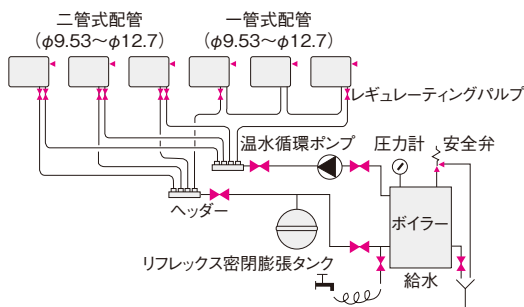 二管式配管
(φ9.53～φ12.7)
一管式配管
(φ9.53～φ12.7)
レギュレーティングバルブ
温水循環ポンプ
圧力計
安全弁
ヘッダー
ボイラー
リフレックス密閉膨張タンク
給水